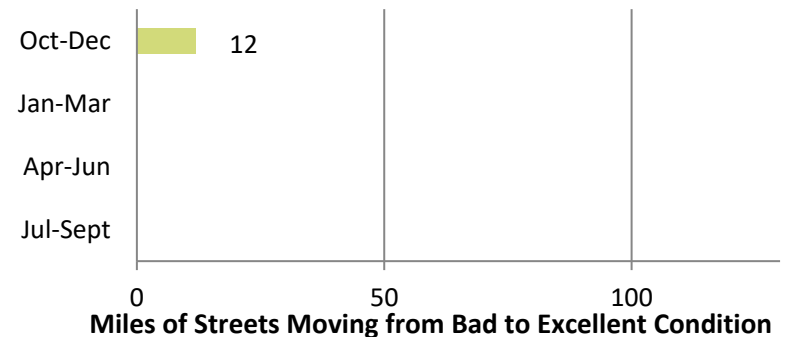 Oct-Dec 12
Jan-Mar
Apr-Jun
Jul-Sept
0 50 100
Miles of Streets Moving from Bad to Excellent Condition